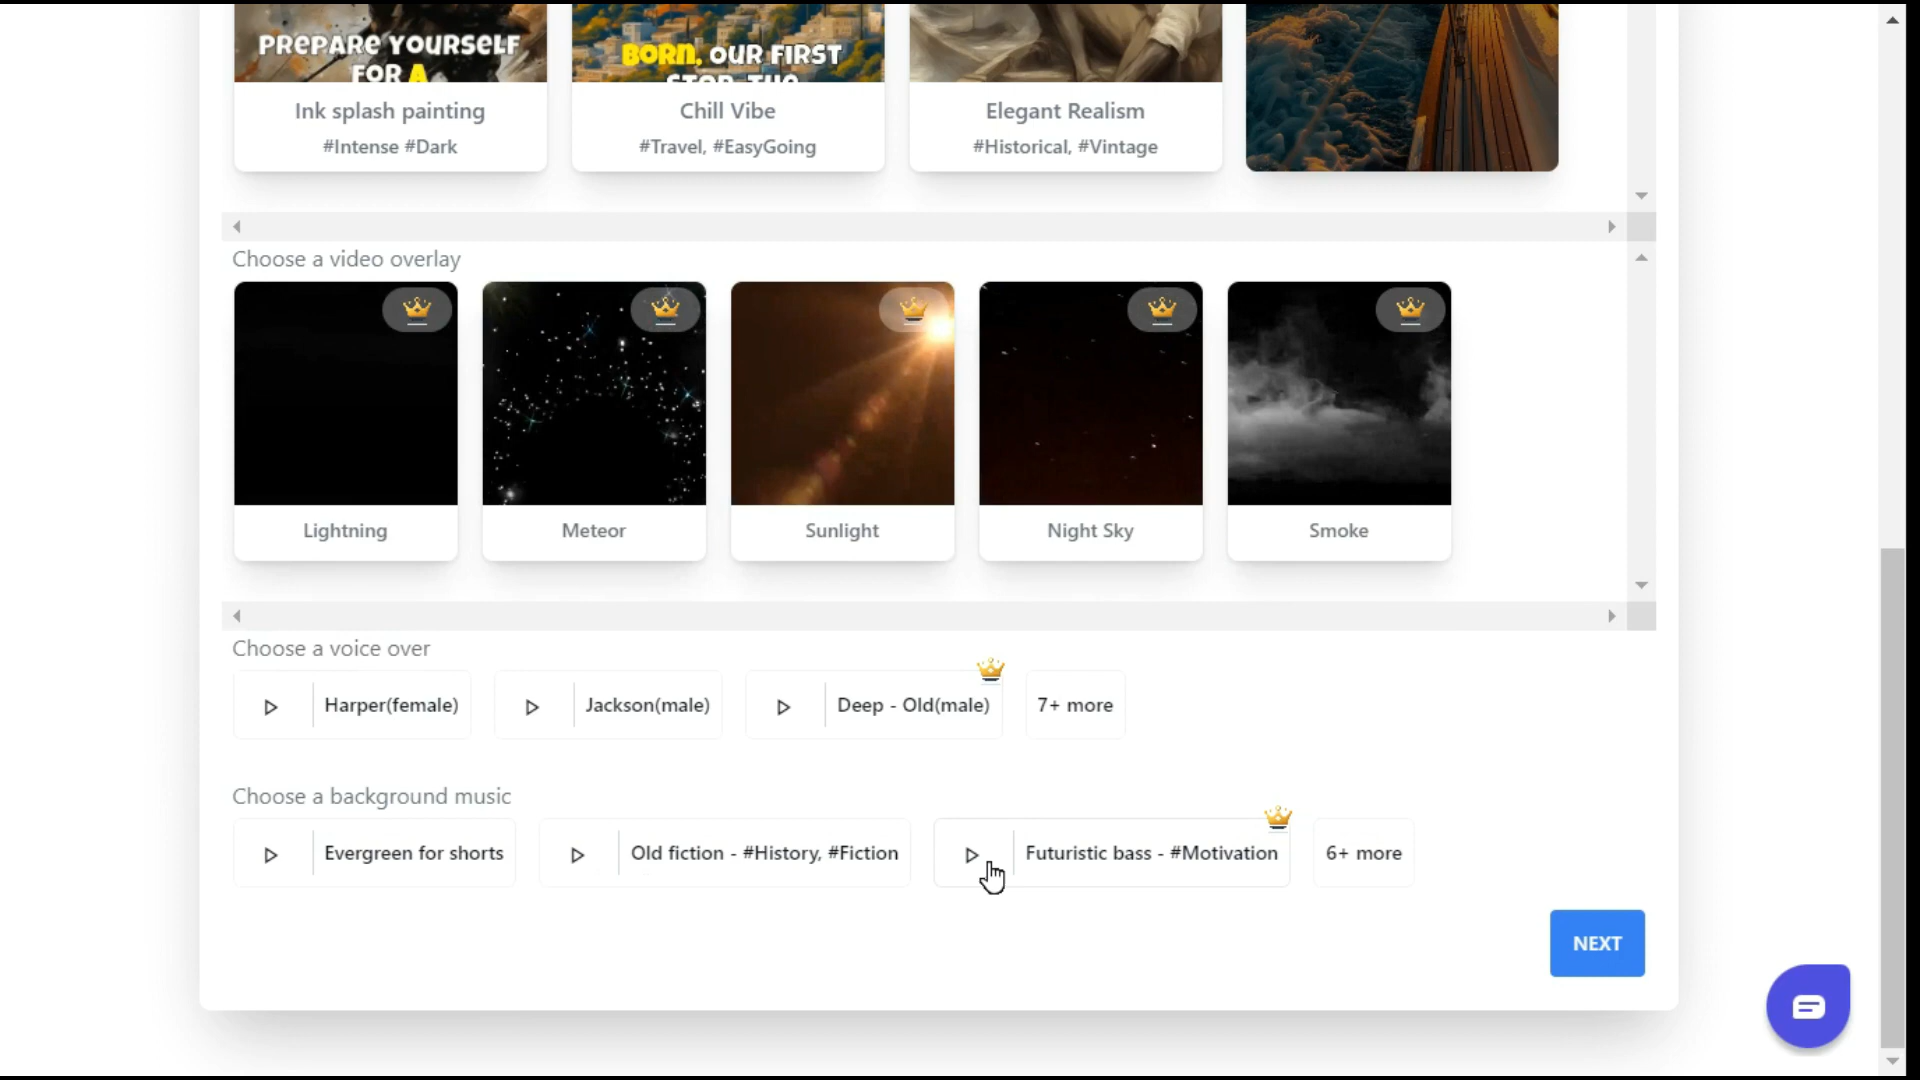 PREPARE YOURSELF
FOR A
BORN, OUR FIRST
STOP, THE
Ink splash painting
#Intense #Dark
Chill Vibe
#Travel, #EasyGoing
Elegant Realism
#Historical, #Vintage
Choose a video overlay
Lightning
Meteor
Sunlight
Night Sky
Smoke
Choose a voice over
Harper(female)
Jackson(male)
Deep - Old(male)
7+ more
Choose a background music
Evergreen for shorts
Old fiction - #History, #Fiction
Futuristic bass - #Motivation
6+ more
NEXT